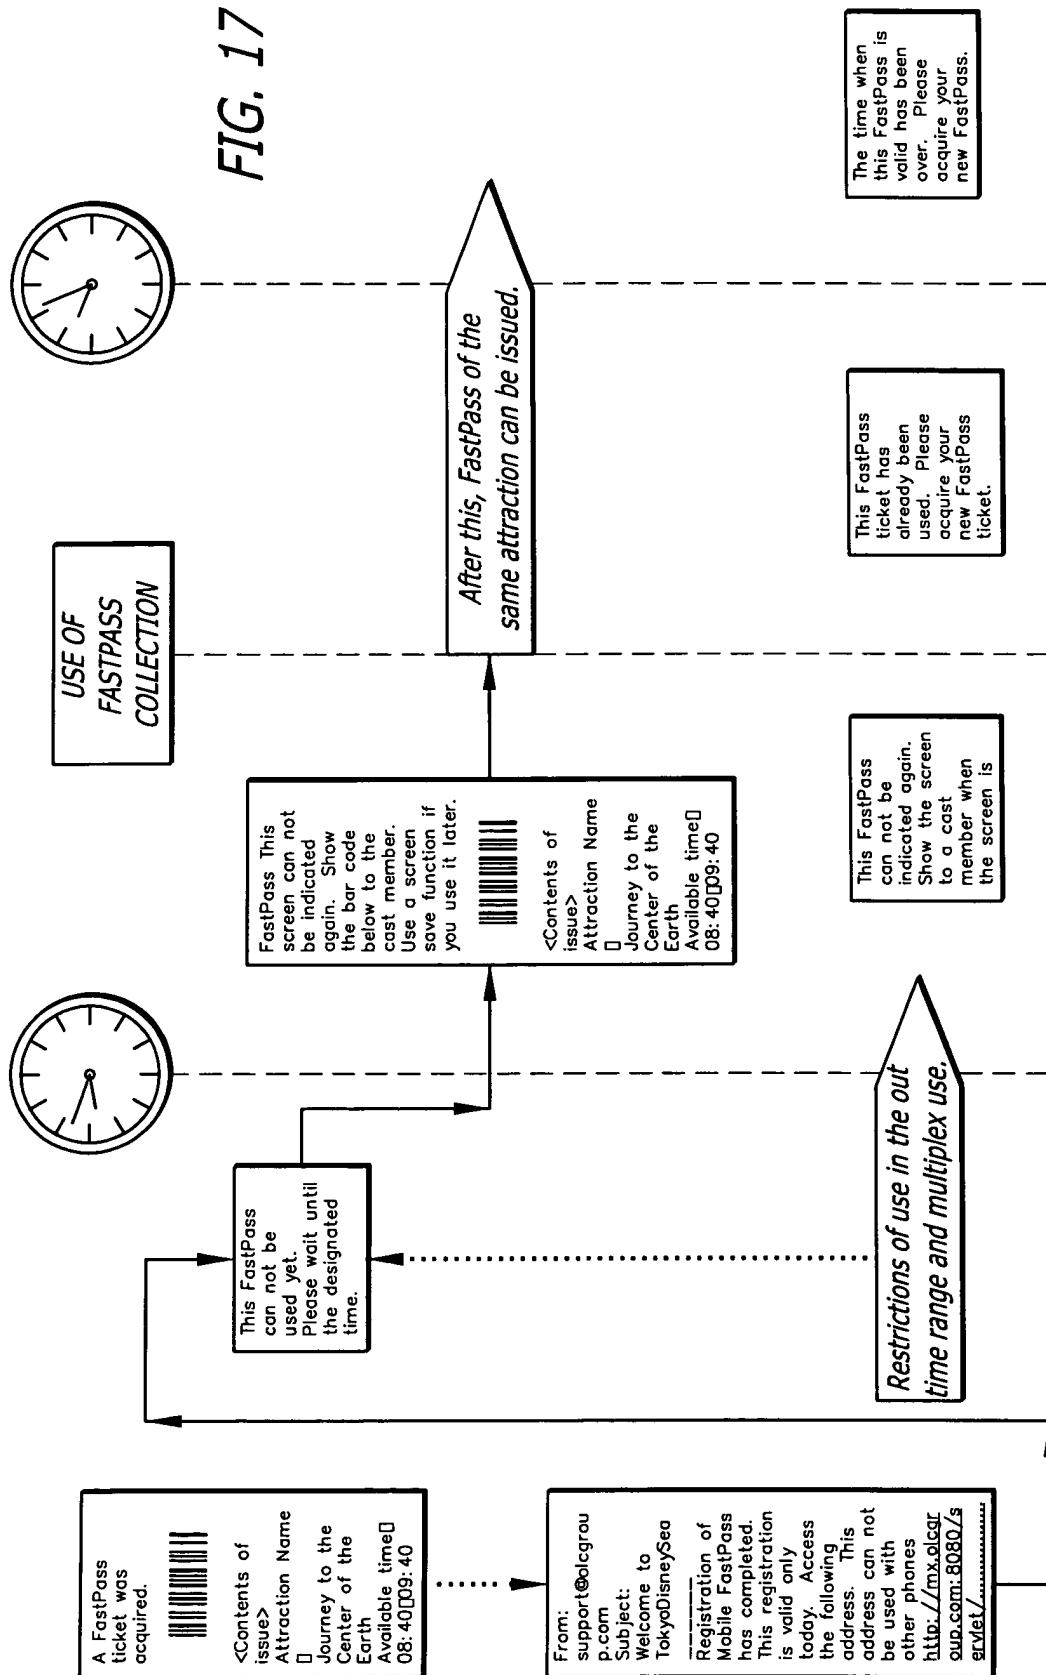 FIG. 17
A FastPass
ticket was
acquired.
<Contents of
issue>
Attraction Name
▯
Journey to the
Center of the
Earth
Available time▯
08:40▯09:40
From:
support@olcgrou
p.com
Subject:
Welcome to
TokyoDisneySea
Registration of
Mobile FastPass
has completed.
This registration
is valid only
today. Access
the following
address. This
address can not
be used with
other phones
http://mx.olcgr
oup.com:8080/s
ervlet/..............
This FastPass
can not be
used yet.
Please wait until
the designated
time.
Restrictions of use in the out
time range and multiplex use.
FastPass This
screen can not
be indicated
again. Show
the bar code
below to the
cast member.
Use a screen
save function if
you use it later.
<Contents of
issue>
Attraction Name
▯
Journey to the
Center of the
Earth
Available time▯
08:40▯09:40
This FastPass
can not be
indicated again.
Show the screen
to a cast
member when
the screen is
USE OF
FASTPASS
COLLECTION
After this, FastPass of the
same attraction can be issued.
This FastPass
ticket has
already been
used. Please
acquire your
new FastPass
ticket.
The time when
this FastPass is
valid has been
over. Please
acquire your
new FastPass.